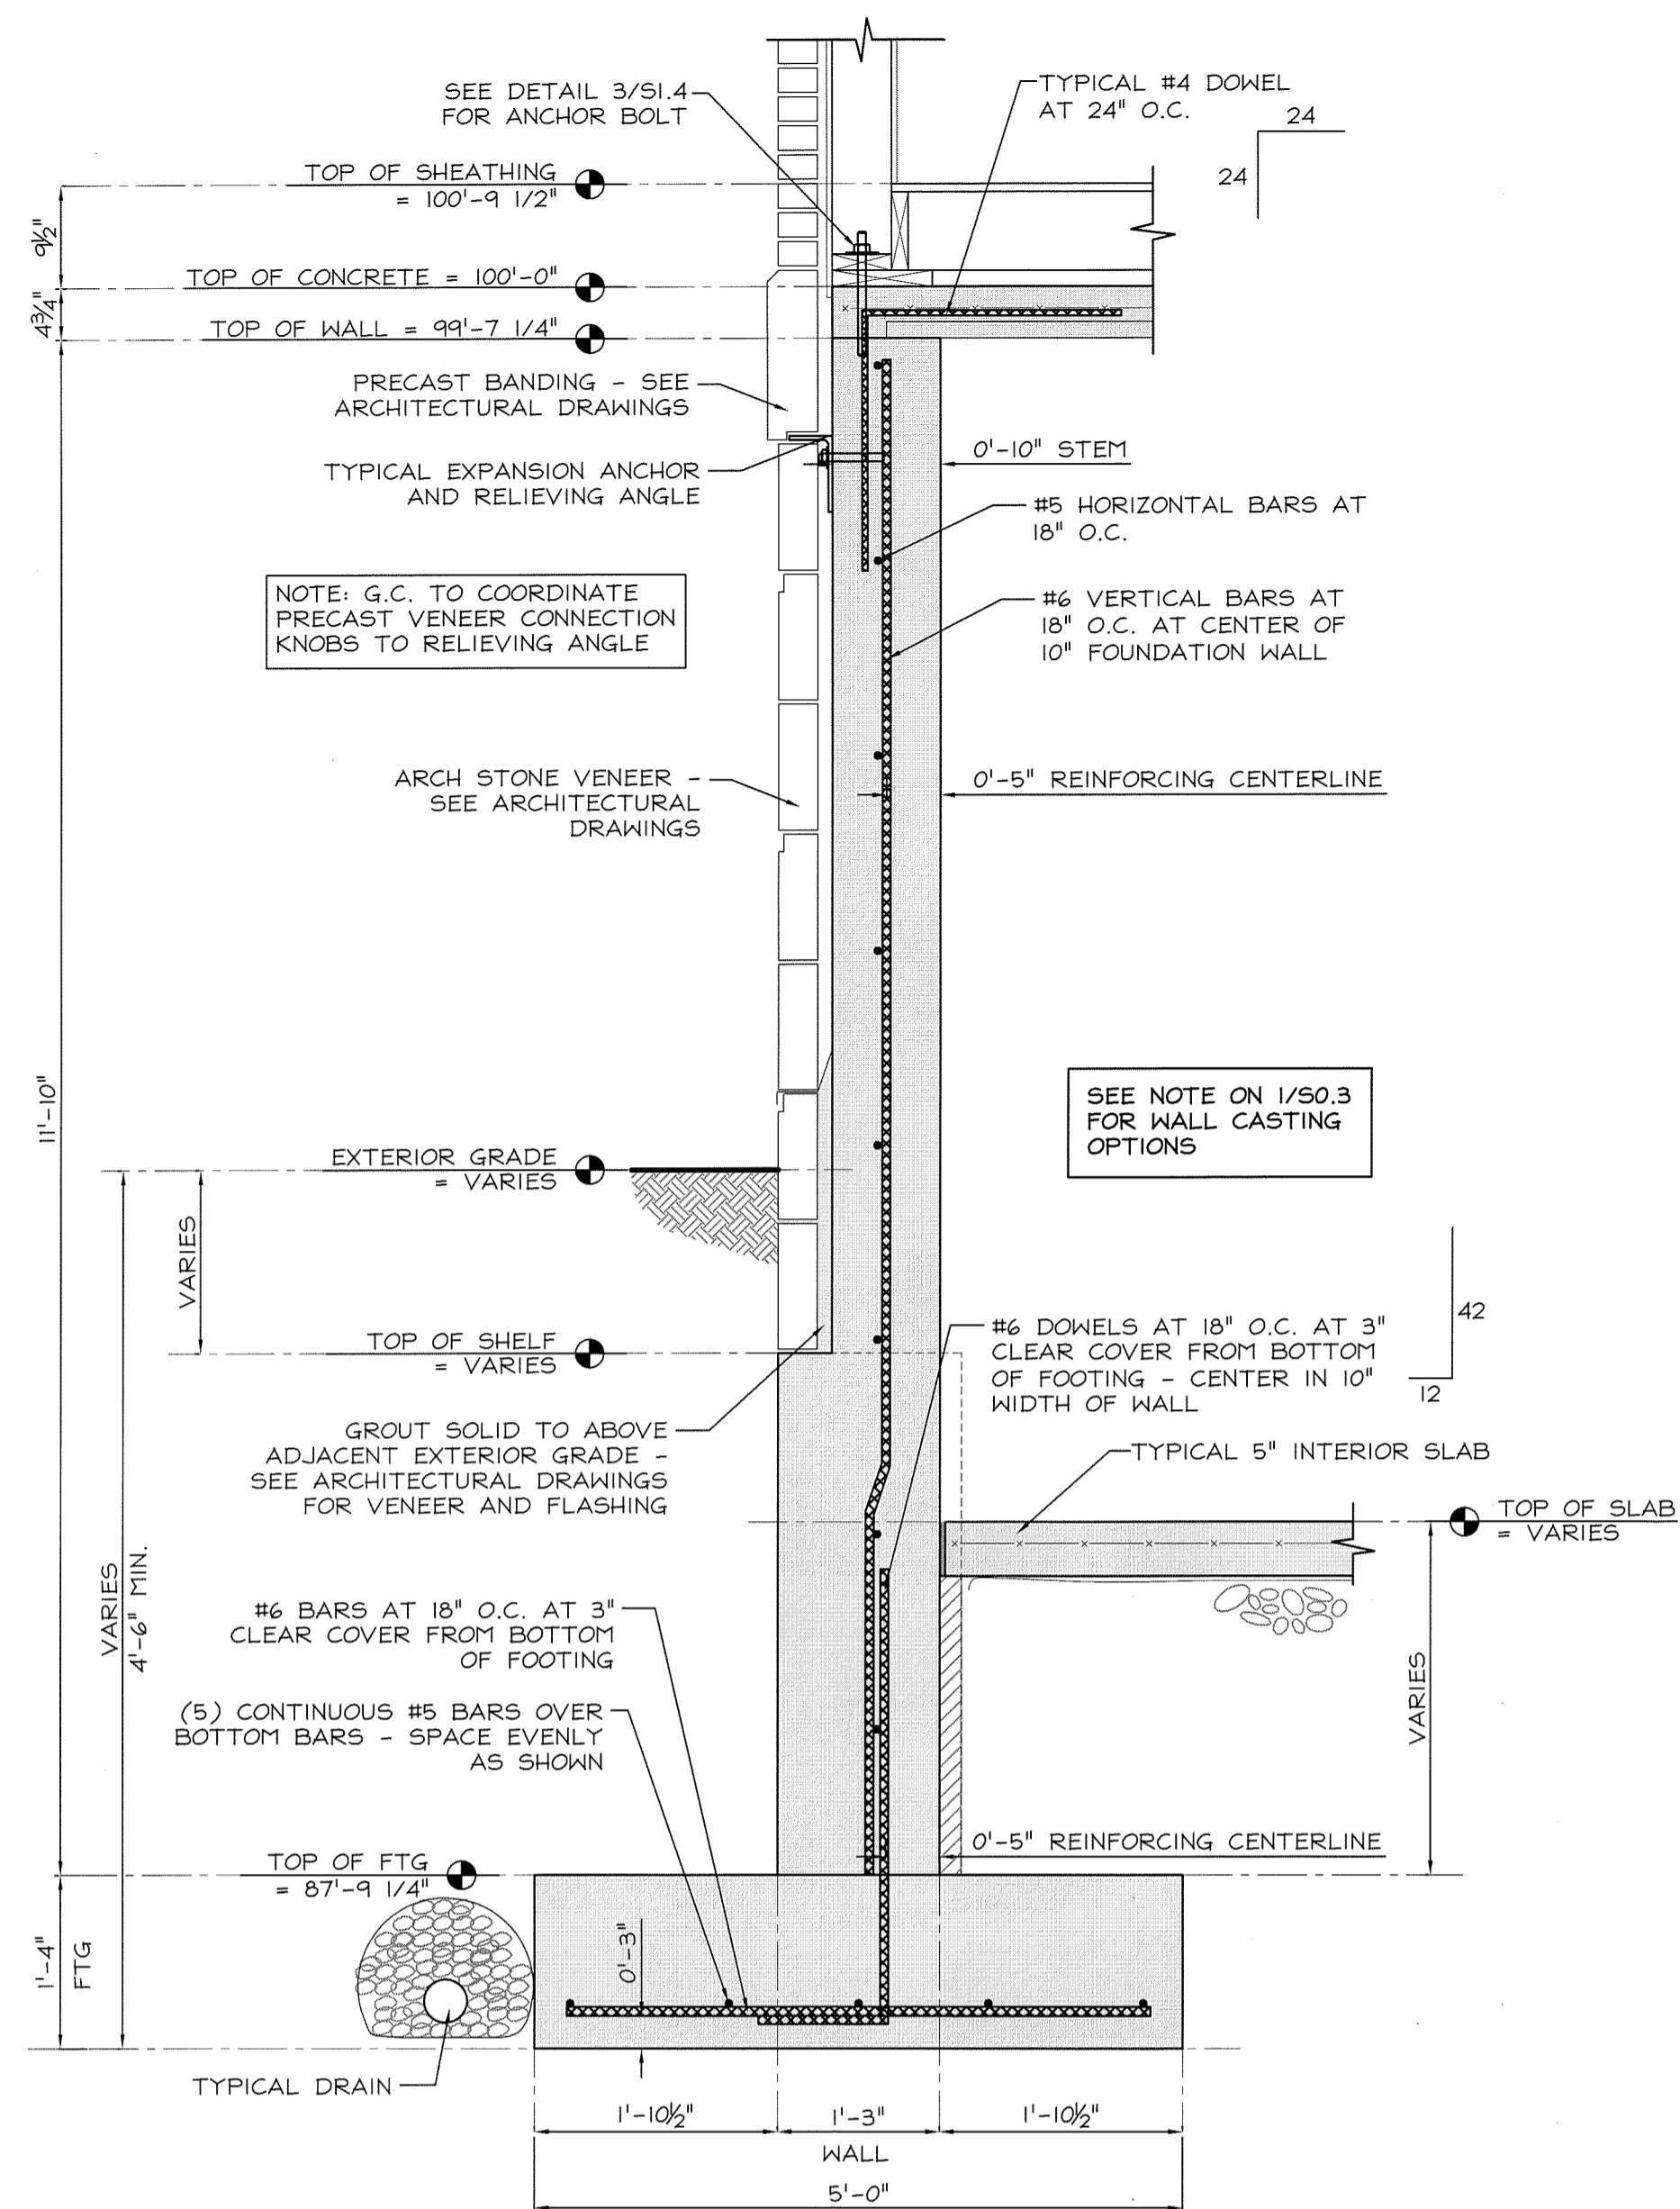 SEE DETAIL 3/S1.4
FOR ANCHOR BOLT
TYPICAL #4 DOWEL
AT 24" O.C.
24
24
TOP OF SHEATHING
= 100'-9 1/2"
9½"
TOP OF CONCRETE = 100'-0"
4¾"
TOP OF WALL = 99'-7 1/4"
PRECAST BANDING - SEE
ARCHITECTURAL DRAWINGS
TYPICAL EXPANSION ANCHOR
AND RELIEVING ANGLE
0'-10" STEM
#5 HORIZONTAL BARS AT
18" O.C.
NOTE: G.C. TO COORDINATE
PRECAST VENEER CONNECTION
KNOBS TO RELIEVING ANGLE
#6 VERTICAL BARS AT
18" O.C. AT CENTER OF
10" FOUNDATION WALL
ARCH STONE VENEER -
SEE ARCHITECTURAL
DRAWINGS
0'-5" REINFORCING CENTERLINE
11'-10"
SEE NOTE ON 1/S0.3
FOR WALL CASTING
OPTIONS
EXTERIOR GRADE
= VARIES
VARIES
TOP OF SHELF
= VARIES
#6 DOWELS AT 18" O.C. AT 3"
CLEAR COVER FROM BOTTOM
OF FOOTING - CENTER IN 10"
WIDTH OF WALL
42
12
GROUT SOLID TO ABOVE
ADJACENT EXTERIOR GRADE -
SEE ARCHITECTURAL DRAWINGS
FOR VENEER AND FLASHING
TYPICAL 5" INTERIOR SLAB
TOP OF SLAB
= VARIES
VARIES
4'-6" MIN.
#6 BARS AT 18" O.C. AT 3"
CLEAR COVER FROM BOTTOM
OF FOOTING
(5) CONTINUOUS #5 BARS OVER
BOTTOM BARS - SPACE EVENLY
AS SHOWN
VARIES
0'-5" REINFORCING CENTERLINE
TOP OF FTG
= 87'-9 1/4"
1'-4"
FTG
0'-3"
TYPICAL DRAIN
1'-10½"
1'-3"
1'-10½"
WALL
5'-0"